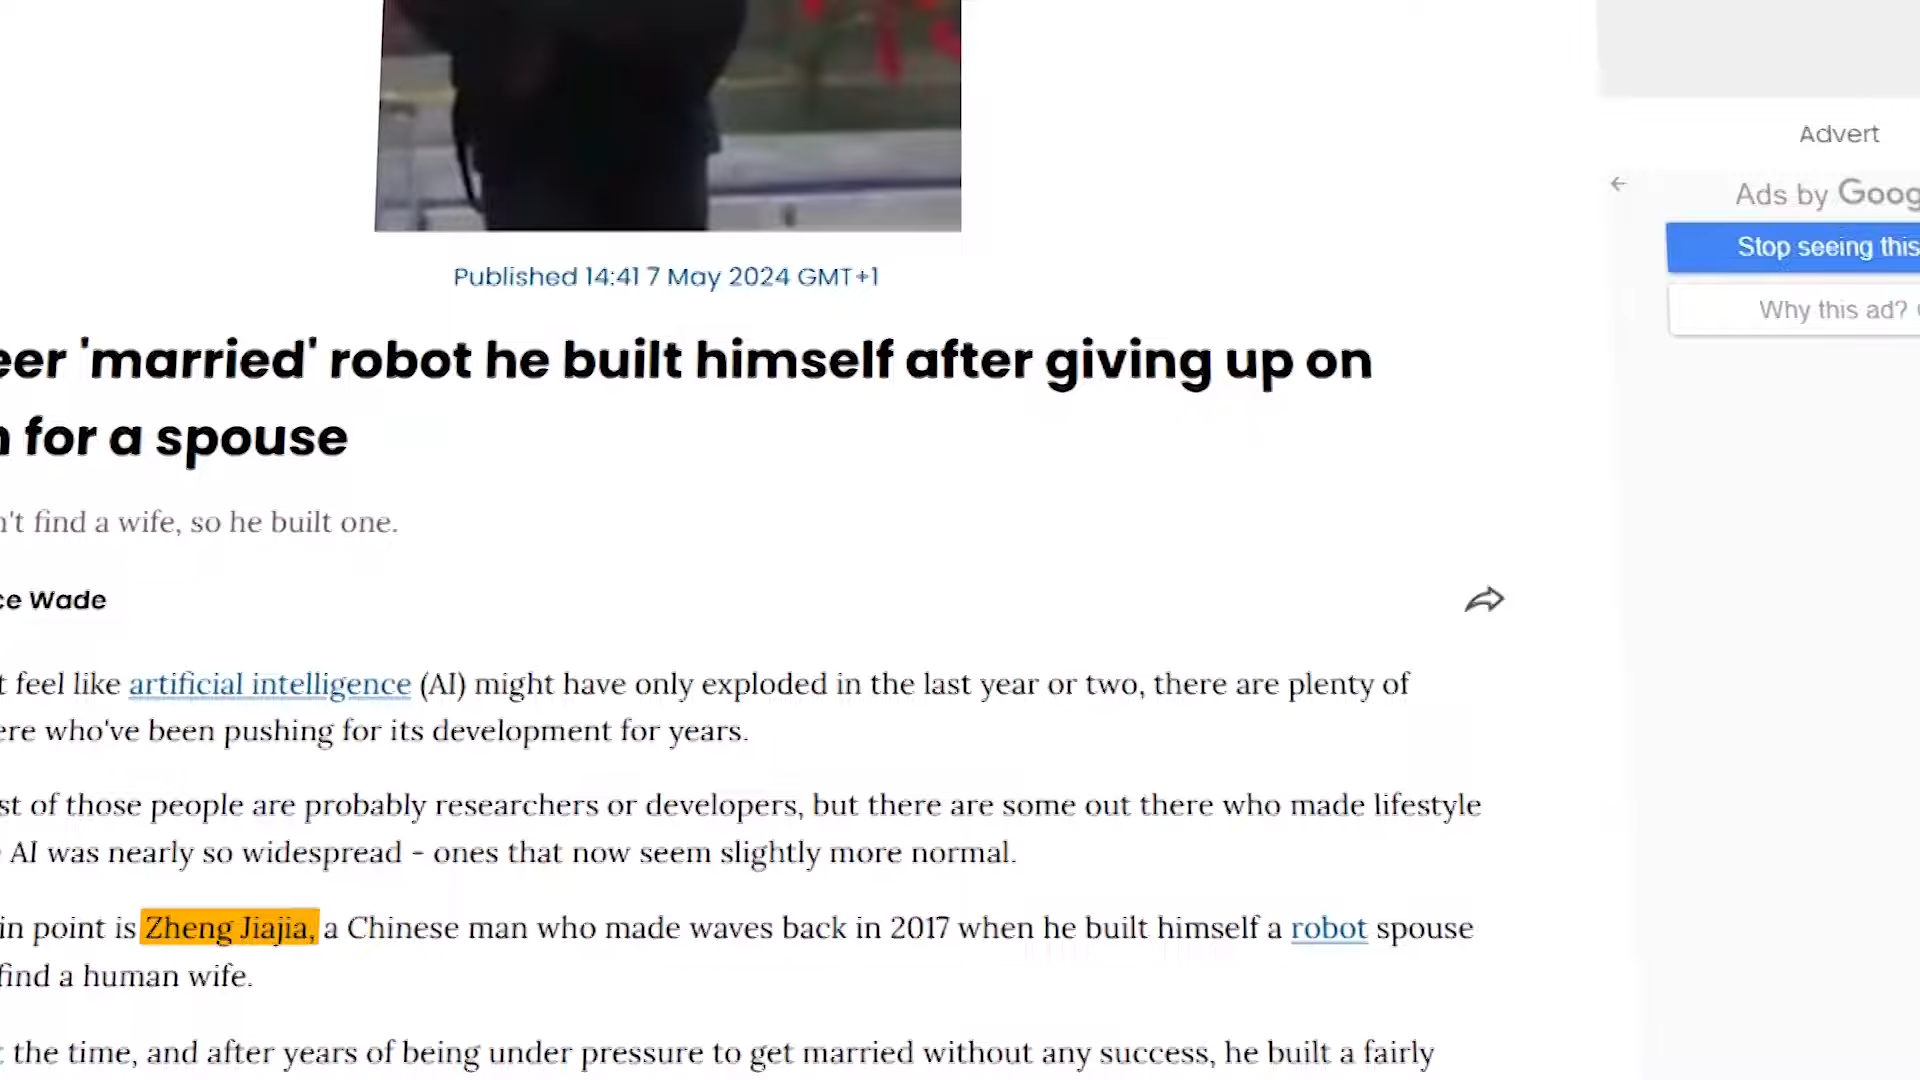 Advert
Ads by Goog
Stop seeing this
Why this ad?
Published 14:41 7 May 2024 GMT+1
eer 'married' robot he built himself after giving up on
n for a spouse
n't find a wife, so he built one.
ce Wade
t feel like artificial intelligence (AI) might have only exploded in the last year or two, there are plenty of
ere who've been pushing for its development for years.
st of those people are probably researchers or developers, but there are some out there who made lifestyle
AI was nearly so widespread - ones that now seem slightly more normal.
in point is Zheng Jiajia, a Chinese man who made waves back in 2017 when he built himself a robot spouse
find a human wife.
t the time, and after years of being under pressure to get married without any success, he built a fairly